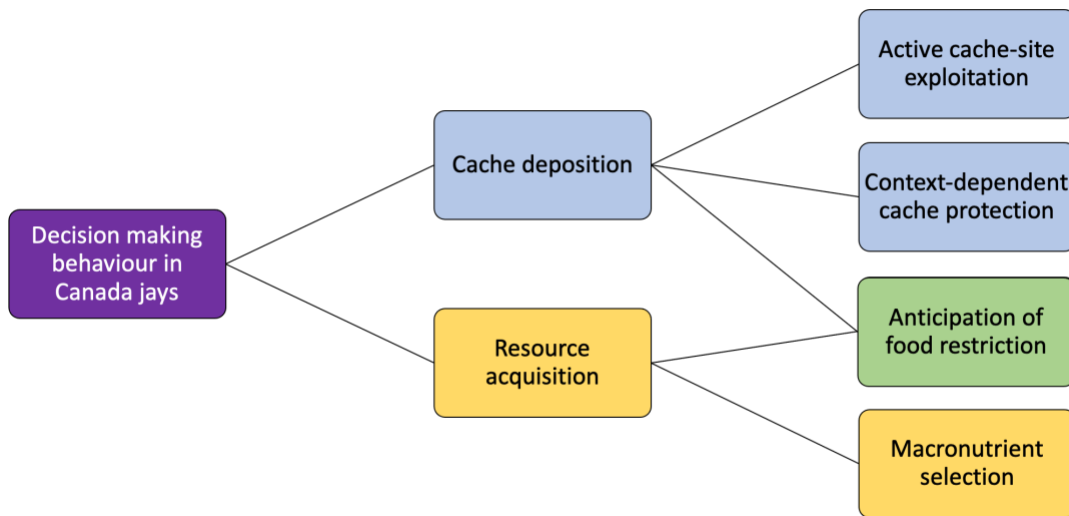 Decision making
behaviour in
Canada jays
Cache deposition
Resource
acquisition
Active cache-site
exploitation
Context-dependent
cache protection
Anticipation of
food restriction
Macronutrient
selection